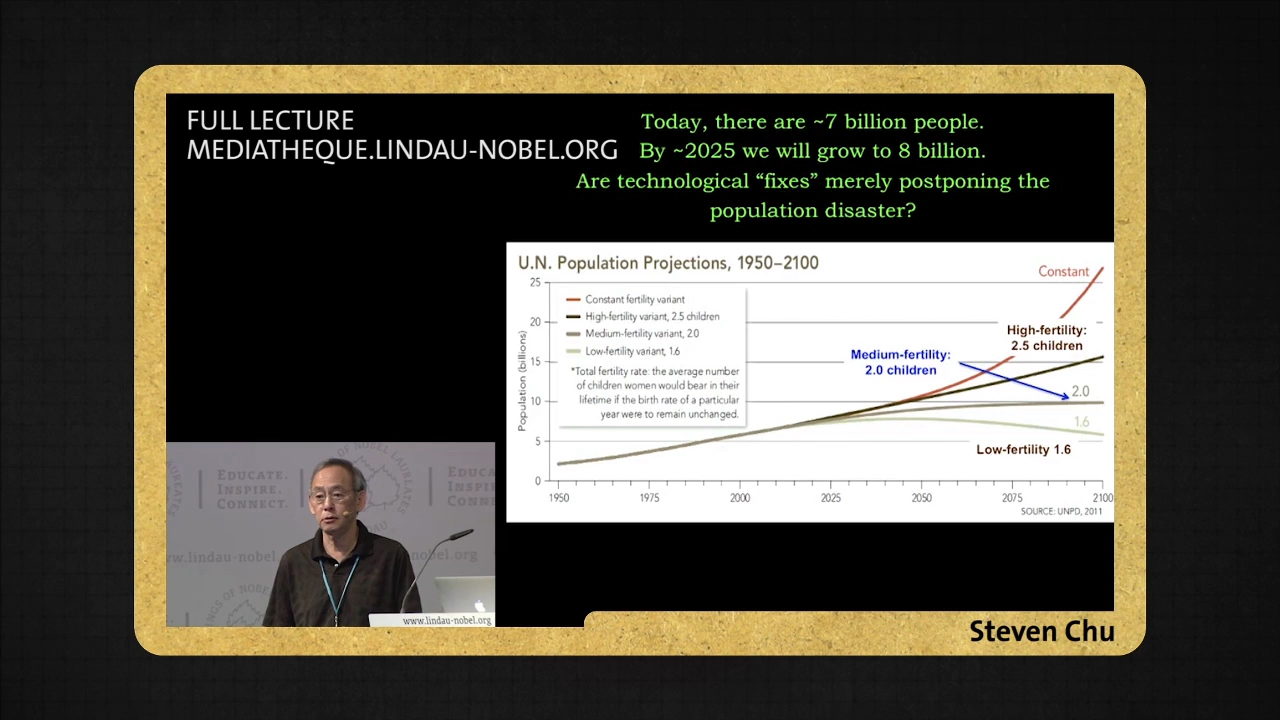 FULL LECTURE
MEDIATHEQUE.LINDAU-NOBEL.ORG
Today, there are ~7 billion people.
By ~2025 we will grow to 8 billion.
Are technological “fixes” merely postponing the
population disaster?
U.N. Population Projections, 1950–2100
Constant
25
20
15
10
5
0
Population (billions)
Constant fertility variant
High-fertility variant, 2.5 children
Medium-fertility variant, 2.0
Low-fertility variant, 1.6
*Total fertility rate: the average number
of children women would bear in their
lifetime if the birth rate of a particular
year were to remain unchanged.
High-fertility:
2.5 children
Medium-fertility:
2.0 children
2.0
1.6
Low-fertility 1.6
1950 1975 2000 2025 2050 2075 2100
SOURCE: UNPD, 2011
EDUCATE.
INSPIRE.
CONNECT.
www.lindau-nobel.org
Steven Chu